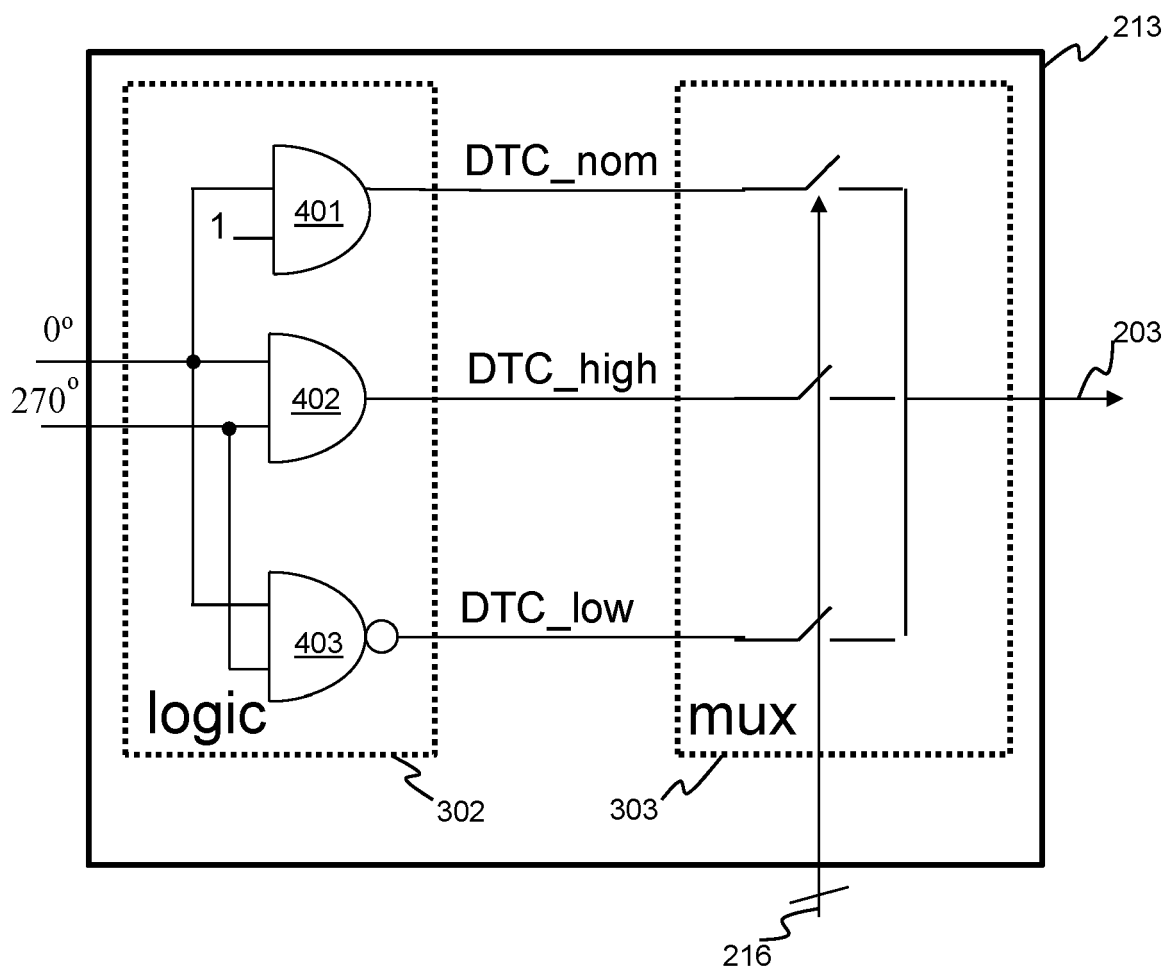 213
DTC_nom
401
1
0º
203
DTC_high
270º
402
DTC_low
403
logic
mux
302
303
216